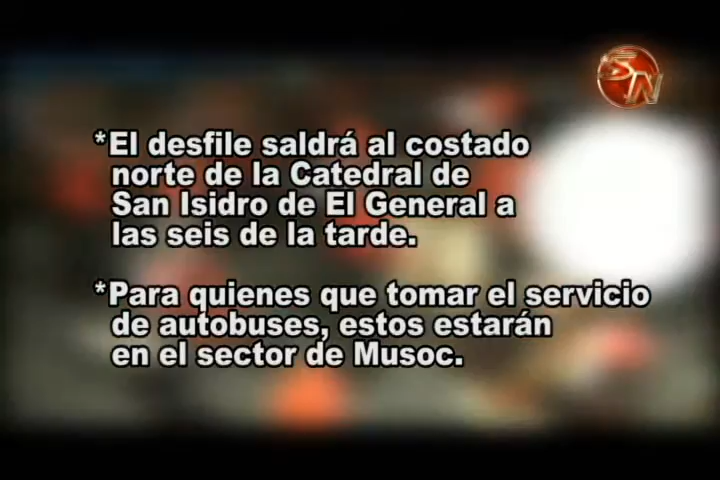 SN
*El desfile saldrá al costado
norte de la Catedral de
San Isidro de El General a
las seis de la tarde.
*Para quienes que tomar el servicio
de autobuses, estos estarán
en el sector de Musoc.